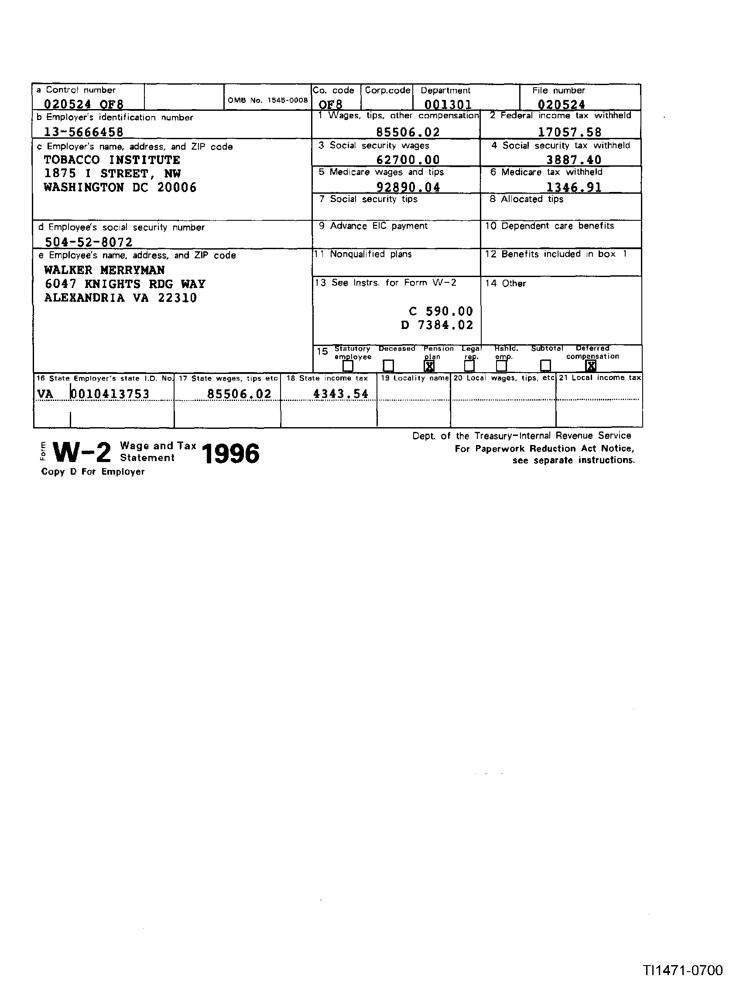 a Control number
Co. code Corp.code Department File number
020524 OF8 OMB No. 1545-0008 OF8 001301 020524
b Employer's identification number 1 Wages, tips, other compensation 2 Federal income tax withheld
13-5666458 85506.02 17057.58
c Employer's name, address, and ZIP code 3 Social security wages 4 Social security tax withheld
TOBACCO INSTITUTE 62700.00 3887.40
1875 I STREET, NW 5 Medicare wages and tips 6 Medicare tax withheld
WASHINGTON DC 20006 92890.04 1346.91
7 Social security tips 8 Allocated tips
d Employee's social security number 9 Advance EIC payment 10 Dependent care benefits
504-52-8072
e Employee's name, address, and ZIP code 11 Nonqualified plans 12 Benefits included in box 1
WALKER MERRYMAN
6047 KNIGHTS RDG WAY 13 See Instrs. for Form W-2 14 Other
ALEXANDRIA VA 22310
C 590.00
D 7384.02
15 Statutory employee Deceased Pension plan X Legal rep. Hshld. emp. Subtotal Deferred compensation X
16 State Employer's state I.D. No. 17 State wages, tips etc 18 State income tax 19 Locality name 20 Local wages, tips, etc 21 Local income tax
VA 0010413753 85506.02 4343.54
Form W-2 Wage and Tax Statement 1996
Dept. of the Treasury-Internal Revenue Service
For Paperwork Reduction Act Notice,
see separate instructions.
Copy D For Employer
TI1471-0700